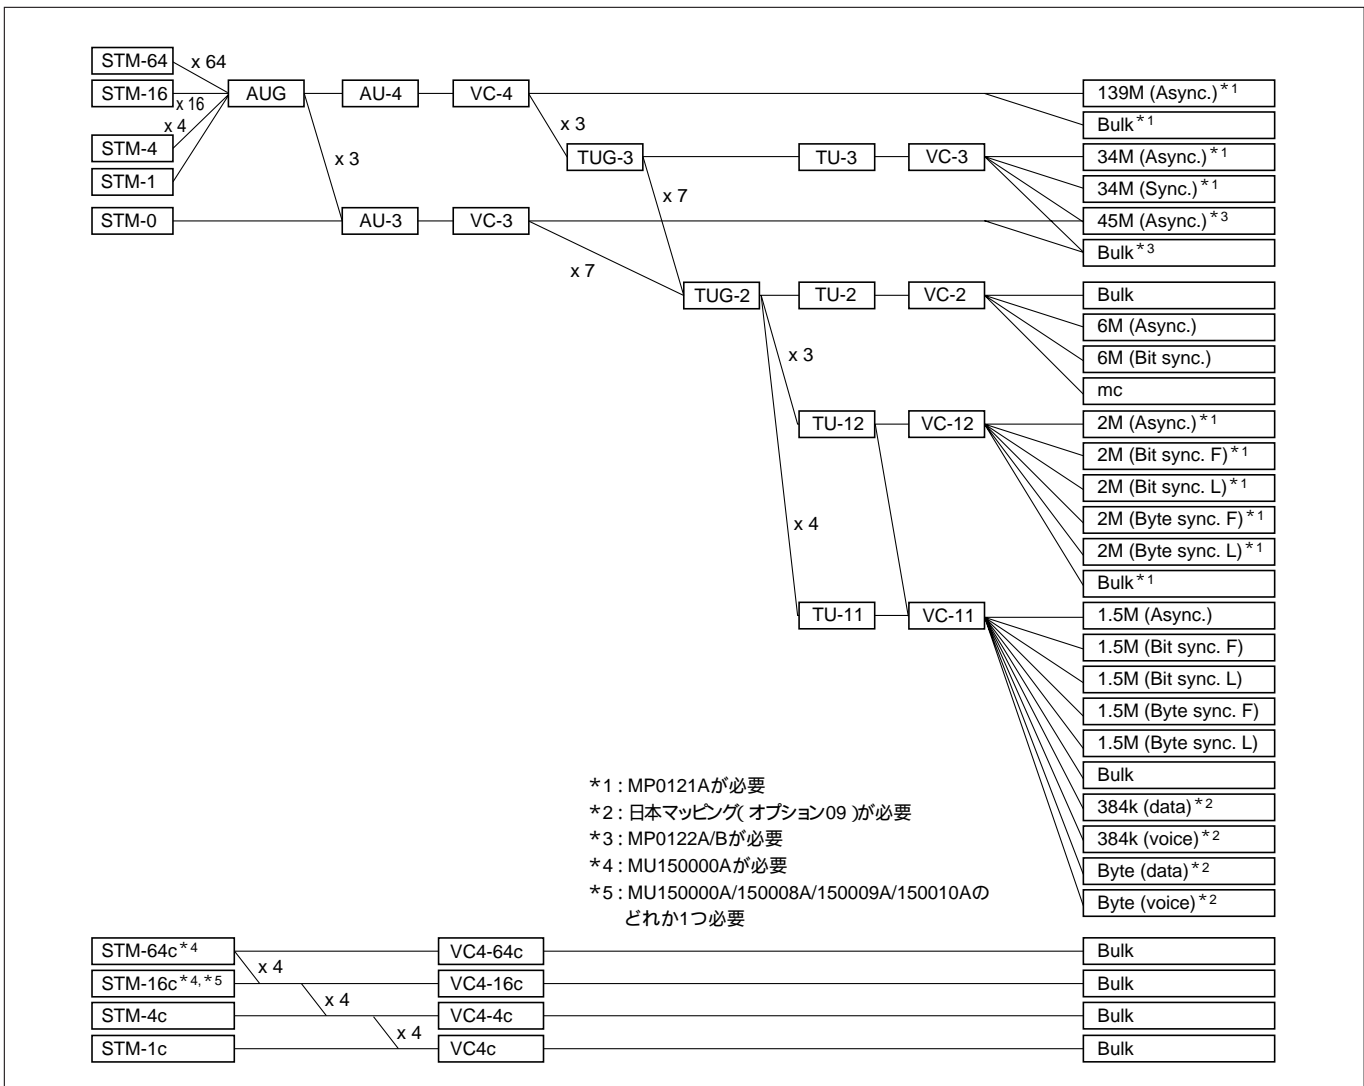 STM-64 x 64
STM-16 x 16 AUG AU-4 VC-4 139M (Async.)*1
x 4 x 3 Bulk*1
STM-4 x 3 TUG-3 TU-3 VC-3 34M (Async.)*1
STM-1 x 7 34M (Sync.)*1
STM-0 AU-3 VC-3 45M (Async.)*3
Bulk*3
x 7
TUG-2 TU-2 VC-2 Bulk
6M (Async.)
x 3 6M (Bit sync.)
mc
TU-12 VC-12 2M (Async.)*1
2M (Bit sync. F)*1
2M (Bit sync. L)*1
x 4 2M (Byte sync. F)*1
2M (Byte sync. L)*1
Bulk*1
TU-11 VC-11 1.5M (Async.)
1.5M (Bit sync. F)
1.5M (Bit sync. L)
1.5M (Byte sync. F)
1.5M (Byte sync. L)
Bulk
384k (data)*2
384k (voice)*2
Byte (data)*2
Byte (voice)*2
*1 : MP0121Aが必要
*2 : 日本マッピング( オプション09 )が必要
*3 : MP0122A/Bが必要
*4 : MU150000Aが必要
*5 : MU150000A/150008A/150009A/150010Aの
どれか1つ必要
STM-64c*4 x 4 VC4-64c Bulk
STM-16c*4,*5 x 4 VC4-16c Bulk
STM-4c x 4 VC4-4c Bulk
STM-1c VC4c Bulk